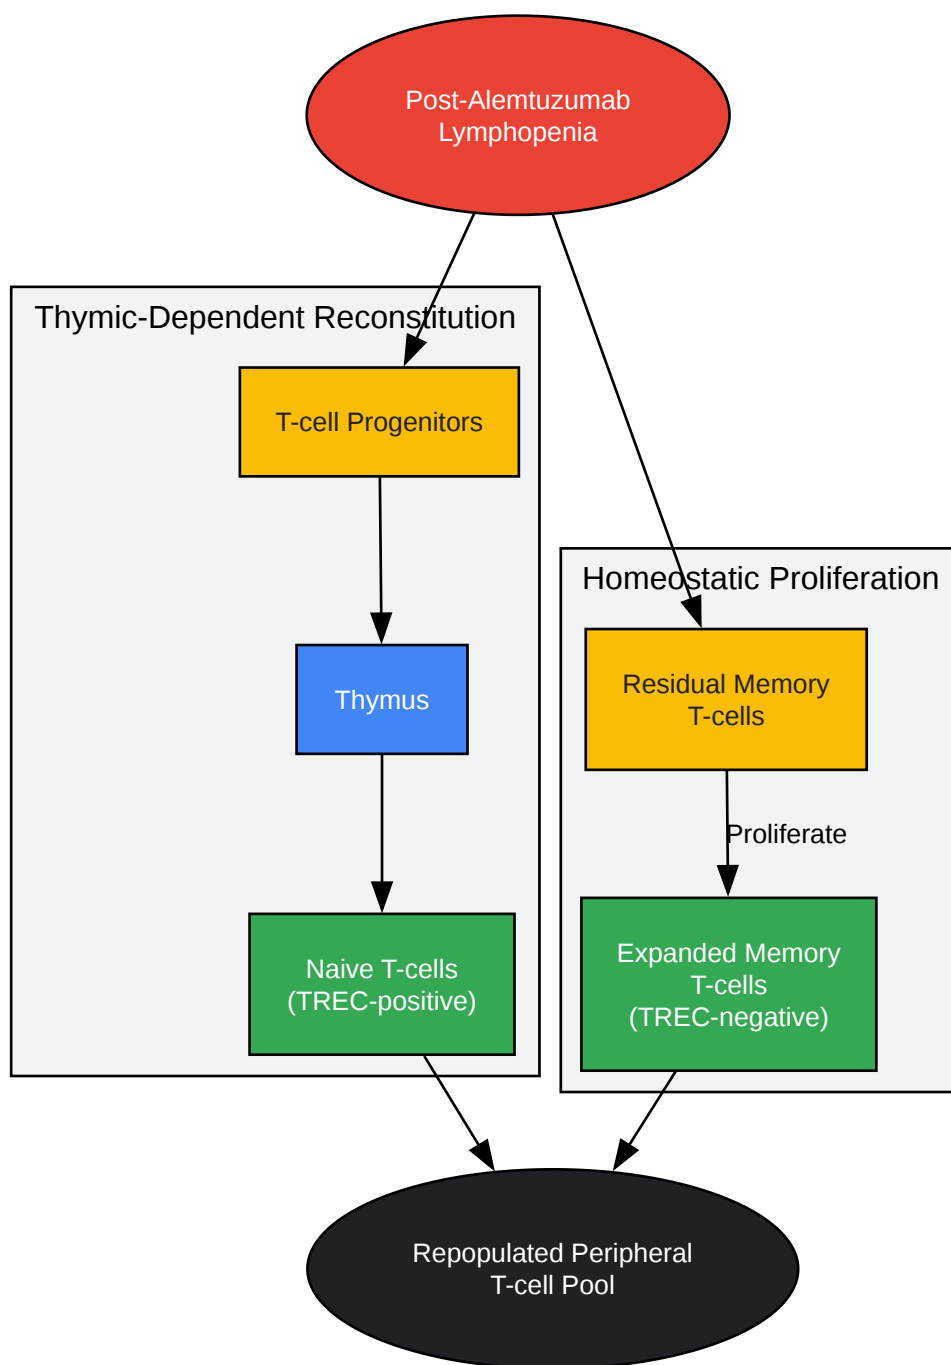 Post-Alemtuzumab
Lymphopenia
Thymic-Dependent Reconstitution
T-cell Progenitors
Thymus
Naive T-cells
(TREC-positive)
Homeostatic Proliferation
Residual Memory
T-cells
Proliferate
Expanded Memory
T-cells
(TREC-negative)
Repopulated Peripheral
T-cell Pool